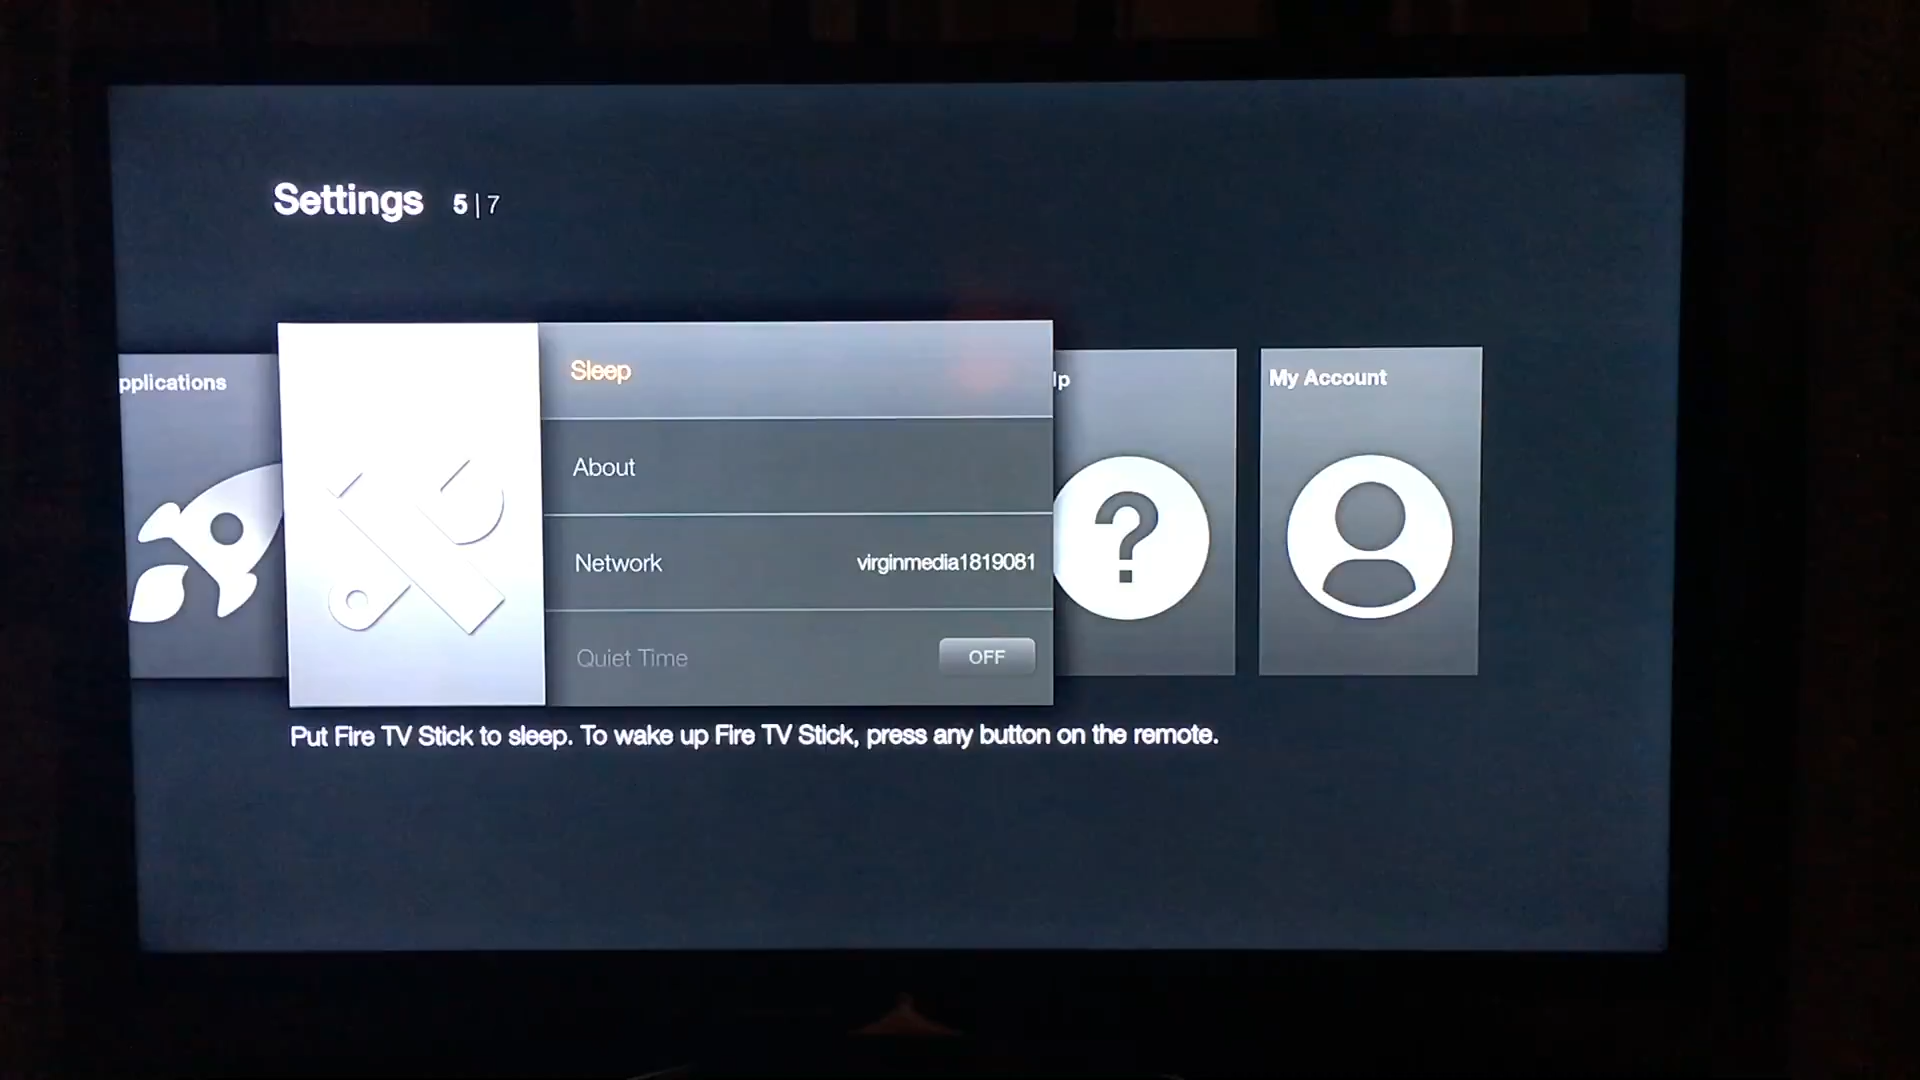 Settings 5|7
pplications
Sleep
lp
My Account
About
Network virginmedia1819081
Quiet Time OFF
Put Fire TV Stick to sleep. To wake up Fire TV Stick, press any button on the remote.